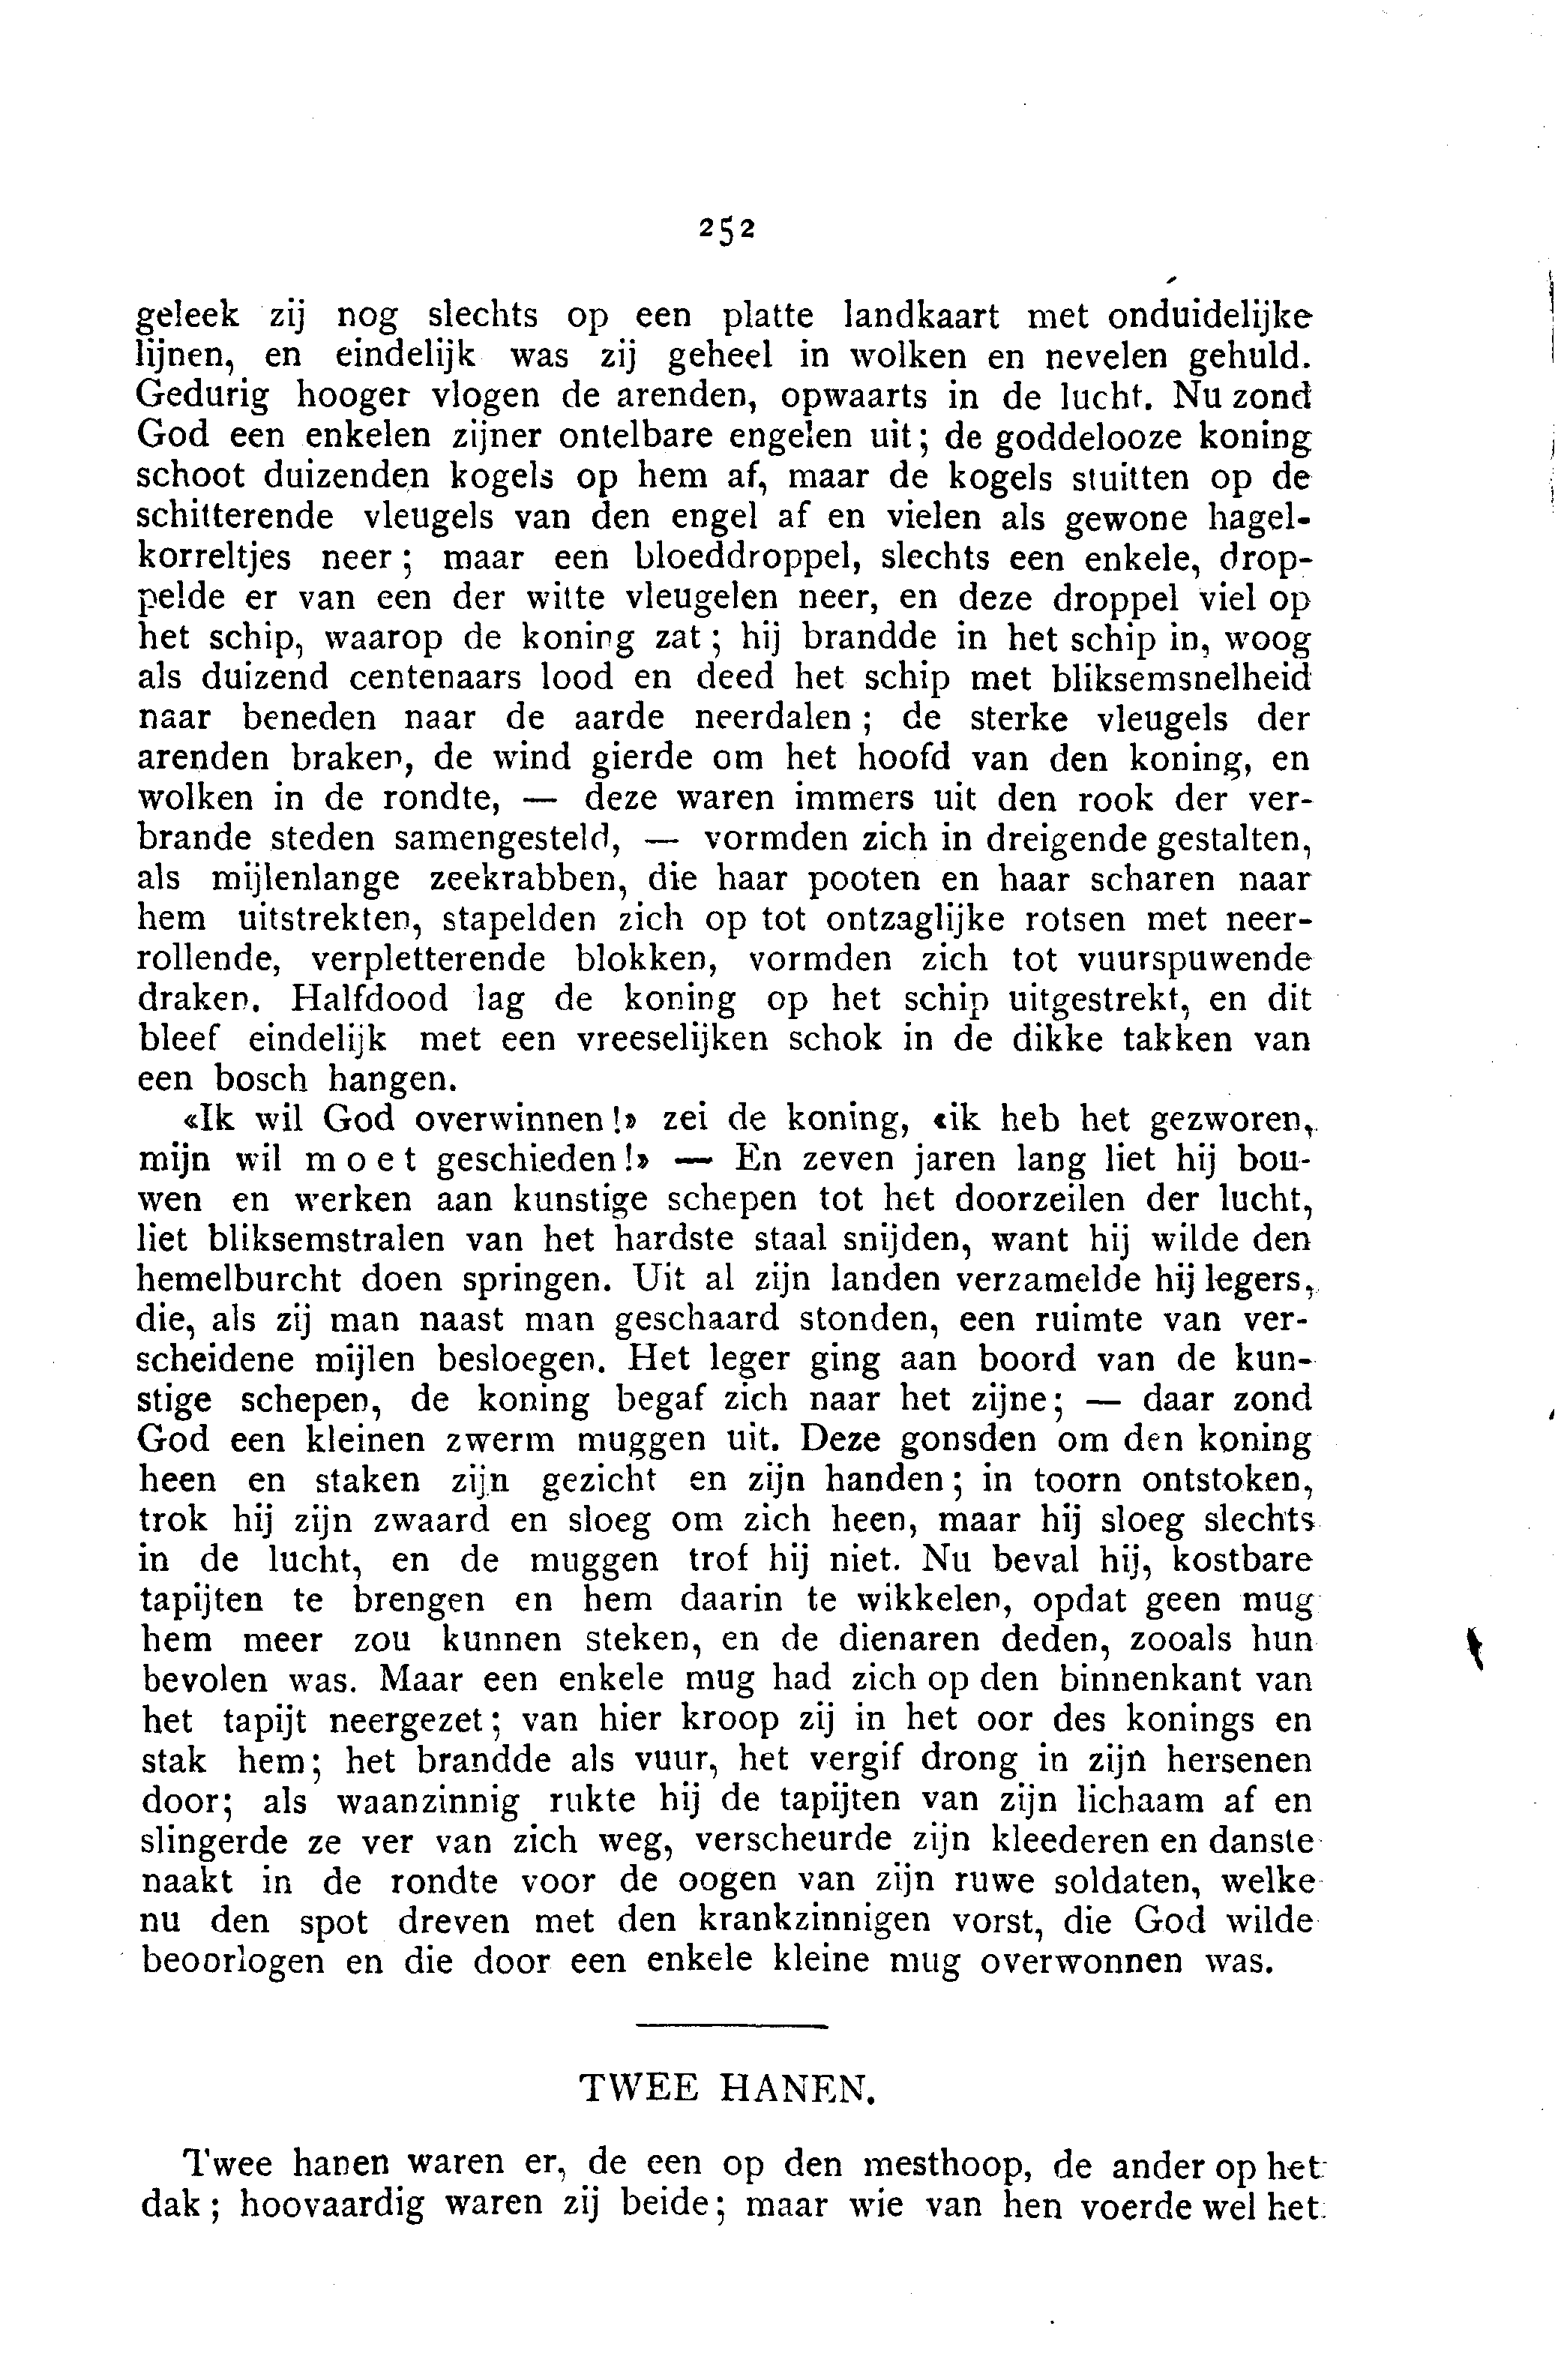 252
geleek zij nog slechts op een platte landkaart met onduidelijke
lijnen, en eindelijk was zij geheel in wolken en nevelen gehuld.
Gedurig hooger vlogen de arenden, opwaarts in de lucht. Nu zond
God een enkelen zijner ontelbare engelen uit; de goddelooze koning
schoot duizenden kogels op hem af, maar de kogels stuitten op de
schitterende vleugels van den engel af en vielen als gewone hagel-
korreltjes neer; maar een bloeddroppel, slechts een enkele, drop-
pelde er van een der witte vleugelen neer, en deze droppel viel op
het schip, waarop de koning zat; hij brandde in het schip in, woog
als duizend centenaars lood en deed het schip met bliksemsnelheid
naar beneden naar de aarde neerdalen; de sterke vleugels der
arenden braken, de wind gierde om het hoofd van den koning, en
wolken in de rondte, — deze waren immers uit den rook der ver-
brande steden samengesteld, — vormden zich in dreigende gestalten,
als mijlenlange zeekrabben, die haar pooten en haar scharen naar
hem uitstrekten, stapelden zich op tot ontzaglijke rotsen met neer-
rollende, verpletterende blokken, vormden zich tot vuurspuwende
draken. Halfdood lag de koning op het schip uitgestrekt, en dit
bleef eindelijk met een vreeselijken schok in de dikke takken van
een bosch hangen.
«Ik wil God overwinnen!» zei de koning, «ik heb het gezworen,
mijn wil moet geschieden!» — En zeven jaren lang liet hij bou-
wen en werken aan kunstige schepen tot het doorzeilen der lucht,
liet bliksemstralen van het hardste staal snijden, want hij wilde den
hemelburcht doen springen. Uit al zijn landen verzamelde hij legers,
die, als zij man naast man geschaard stonden, een ruimte van ver-
scheidene mijlen besloegen. Het leger ging aan boord van de kun-
stige schepen, de koning begaf zich naar het zijne; — daar zond
God een kleinen zwerm muggen uit. Deze gonsden om den koning
heen en staken zijn gezicht en zijn handen; in toorn ontstoken,
trok hij zijn zwaard en sloeg om zich heen, maar hij sloeg slechts
in de lucht, en de muggen trof hij niet. Nu beval hij, kostbare
tapijten te brengen en hem daarin te wikkelen, opdat geen mug
hem meer zou kunnen steken, en de dienaren deden, zooals hun
bevolen was. Maar een enkele mug had zich op den binnenkant van
het tapijt neergezet; van hier kroop zij in het oor des konings en
stak hem; het brandde als vuur, het vergif drong in zijn hersenen
door; als waanzinnig rukte hij de tapijten van zijn lichaam af en
slingerde ze ver van zich weg, verscheurde zijn kleederen en danste
naakt in de rondte voor de oogen van zijn ruwe soldaten, welke
nu den spot dreven met den krankzinnigen vorst, die God wilde
beoorlogen en die door een enkele kleine mug overwonnen was.
TWEE HANEN.
Twee hanen waren er, de een op den mesthoop, de ander op het
dak; hoovaardig waren zij beide; maar wie van hen voerde wel het